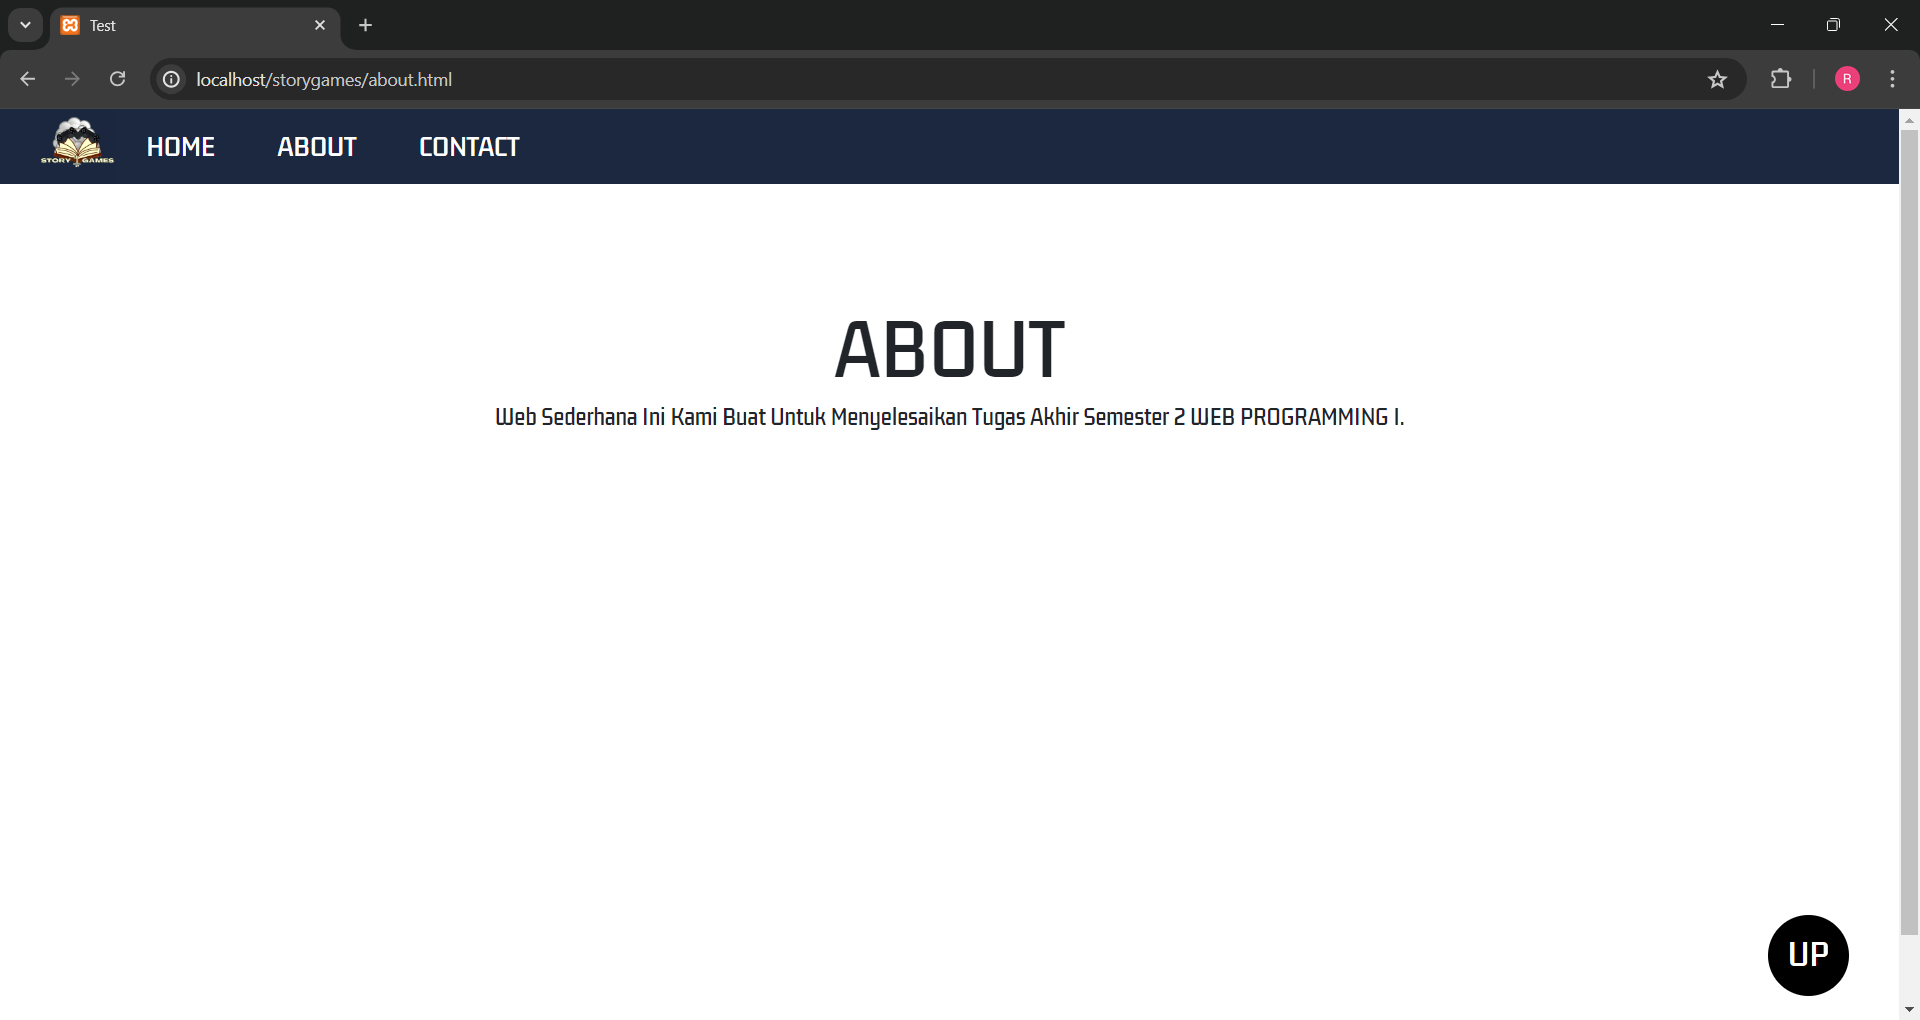 Test
localhost/storygames/about.html
R
STORY GAMES
HOME ABOUT CONTACT
ABOUT
Web Sederhana Ini Kami Buat Untuk Menyelesaikan Tugas Akhir Semester 2 WEB PROGRAMMING I.
UP